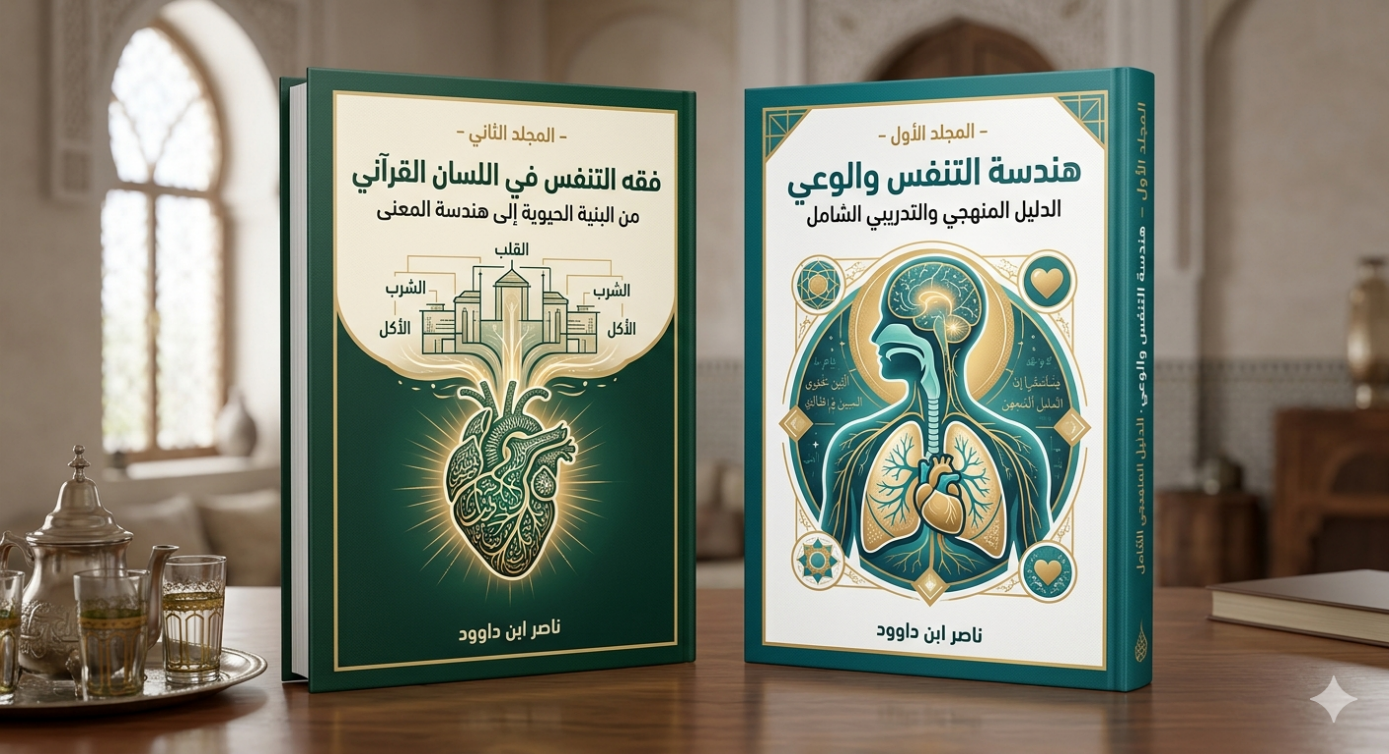 – المجلد الأول –
هندسة التنفس والوعي
الدليل المنهجي والتدريبي الشامل
ناصر ابن داوود
المجلد الأول – هندسة التنفس والوعي
– المجلد الثاني –
فقه التنفس في اللسان القرآني
من البنية الحيوية إلى هندسة المعنى
القلب
الشرب
الشرب
الأكل
الأكل
ناصر ابن داوود